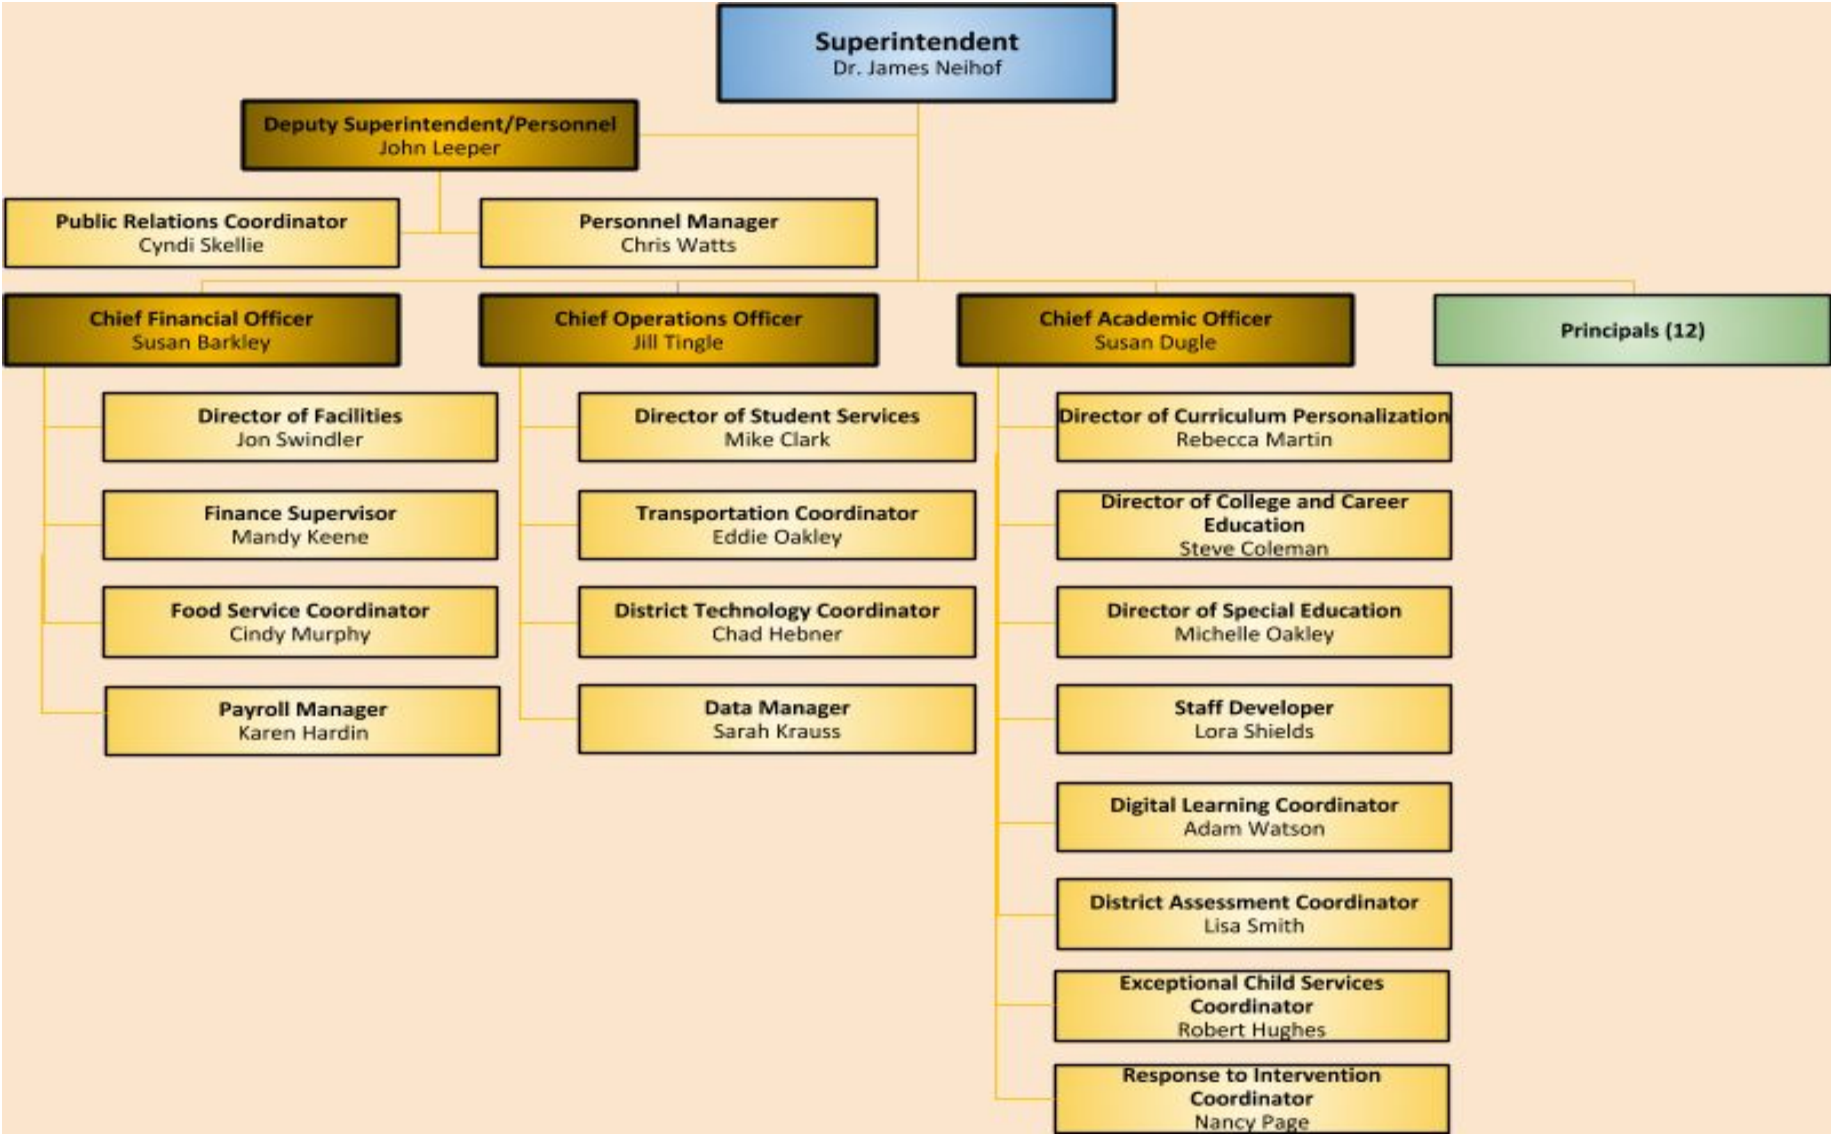 Superintendent
Dr. James Neihof
Deputy Superintendent/Personnel
John Leeper
Public Relations Coordinator
Cyndi Skellie
Personnel Manager
Chris Watts
Chief Financial Officer
Susan Barkley
Chief Operations Officer
Jill Tingle
Chief Academic Officer
Susan Dugle
Principals (12)
Director of Facilities
Jon Swindler
Finance Supervisor
Mandy Keene
Food Service Coordinator
Cindy Murphy
Payroll Manager
Karen Hardin
Director of Student Services
Mike Clark
Transportation Coordinator
Eddie Oakley
District Technology Coordinator
Chad Hebner
Data Manager
Sarah Krauss
Director of Curriculum Personalization
Rebecca Martin
Director of College and Career
Education
Steve Coleman
Director of Special Education
Michelle Oakley
Staff Developer
Lora Shields
Digital Learning Coordinator
Adam Watson
District Assessment Coordinator
Lisa Smith
Exceptional Child Services
Coordinator
Robert Hughes
Response to Intervention
Coordinator
Nancy Page